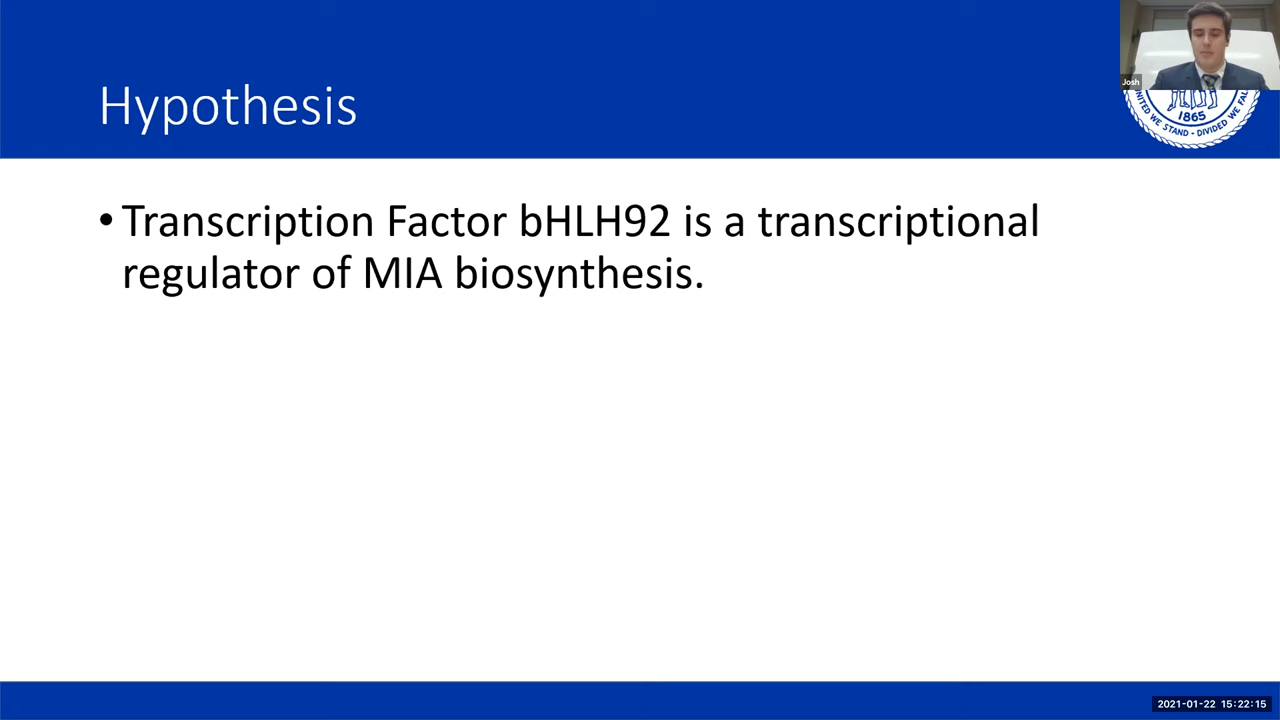 Hypothesis
Josh
UNITED WE STAND • DIVIDED WE FALL
1865
• Transcription Factor bHLH92 is a transcriptional
regulator of MIA biosynthesis.
2021-01-22 15:22:15